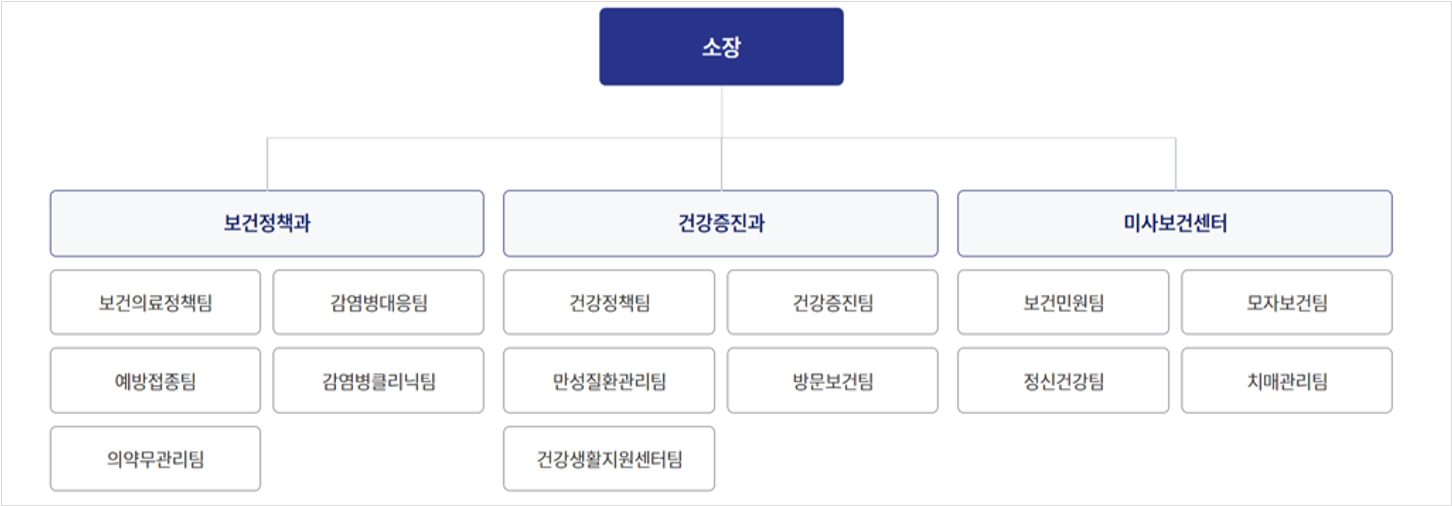 소장
보건정책과
건강증진과
미사보건센터
보건의료정책팀
감염병대응팀
건강정책팀
건강증진팀
보건민원팀
모자보건팀
예방접종팀
감염병클리닉팀
만성질환관리팀
방문보건팀
정신건강팀
치매관리팀
의약무관리팀
건강생활지원센터팀